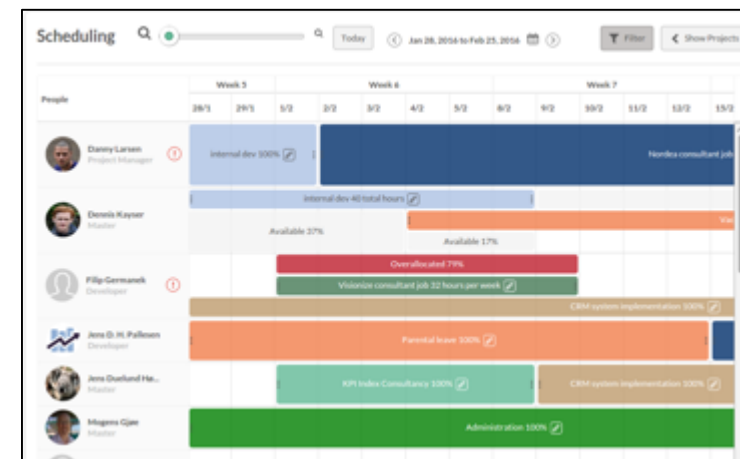 Scheduling
Today
Jan 28, 2016 to Feb 25, 2016
Filter
Show Projects
People
Week 5
Week 6
Week 7
28/1 29/1 1/2 2/2 3/2 4/2 5/2 8/2 9/2 10/2 11/2 12/2 15/2
Danny Larsen
Project Manager
internal dev 100%
Nordea consultant job
Dennis Kayser
Master
internal dev 40 total hours
Available 37%
Available 17%
Filip Germanek
Developer
Overallocated 79%
Visionize consultant job 32 hours per week
CRM system implementation 100%
Jens D. H. Pallesen
Developer
Parental leave 100%
Jens Duelund Hø...
Master
KPI Index Consultancy 100%
CRM system implementation 100%
Mogens Gjøe
Master
Administration 100%